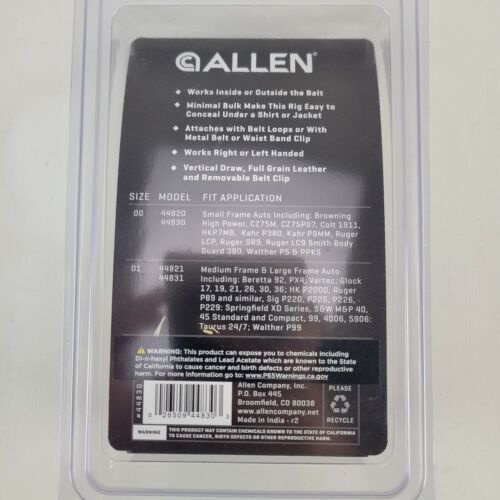 ALLEN®
Works Inside or Outside the Belt
Minimal Bulk Make This Rig Easy to
Conceal Under a Shirt or Jacket
Attaches with Belt Loops or With
Metal Belt or Waist Band Clip
Works Right or Left Handed
Vertical Draw, Full Grain Leather
and Removable Belt Clip
SIZE MODEL FIT APPLICATION
00 44820 Small Frame Auto Including: Browning
44830 High Power, CZ75M, CZ75P07, Colt 1911,
HKP7MB, Kahr P380, Kahr P9MM, Ruger
LCP, Ruger SR9, Ruger LC9 Smith Body
Guard 380, Walther P5 & PPKS
01 44821 Medium Frame & Large Frame Auto
44831 Including: Beretta 92, PX4, Vertec, Glock
17, 19, 21, 26, 30, 36; HK P2000, Ruger
P89 and similar, Sig P220, P225, P226,
P229: Springfield XD Series, S&W M&P 40,
45 Standard and Compact, 99, 4006, 5906:
Taurus 24/7; Walther P99
WARNING: This product can expose you to chemicals including
Di-n-hexyl Phthalates and Lead Acetate which are known to the State
of California to cause cancer and birth defects or other reproductive
harm. For more information go to: www.P65Warnings.ca.gov
#44830
0 26509 44830 3
Allen Company, Inc.
P.O. Box 445
Broomfield, CO 80038
www.allencompany.net
Made in India - r2
PLEASE
RECYCLE
WARNING
THIS PRODUCT MAY CONTAIN CHEMICALS KNOWN TO THE STATE OF CALIFORNIA
TO CAUSE CANCER, BIRTH DEFECTS OR OTHER REPRODUCTIVE HARM